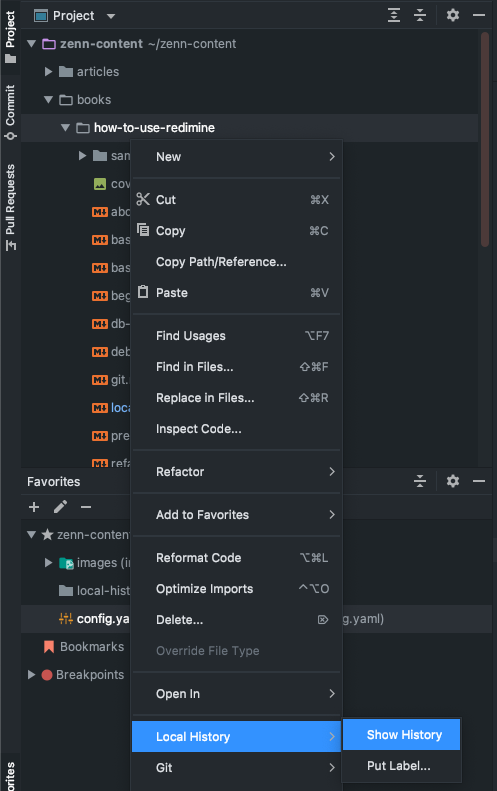 Project
Commit
Pull Requests
Project
zenn-content ~/zenn-content
articles
books
how-to-use-redimine
sam
cov
abo
bas
bas
beg
db-
deb
git.
loca
pre
refa
New
Cut ⌘X
Copy ⌘C
Copy Path/Reference...
Paste ⌘V
Find Usages ⌥F7
Find in Files... ⇧⌘F
Replace in Files... ⇧⌘R
Inspect Code...
Refactor
Add to Favorites
Reformat Code ⌥⌘L
Optimize Imports ⌃⌥O
Delete... ⌦
Override File Type
Open In
Local History
Git
Show History
Put Label...
Favorites
zenn-content
images (in
local-hist
config.ya
g.yaml)
Bookmarks
Breakpoints
orites